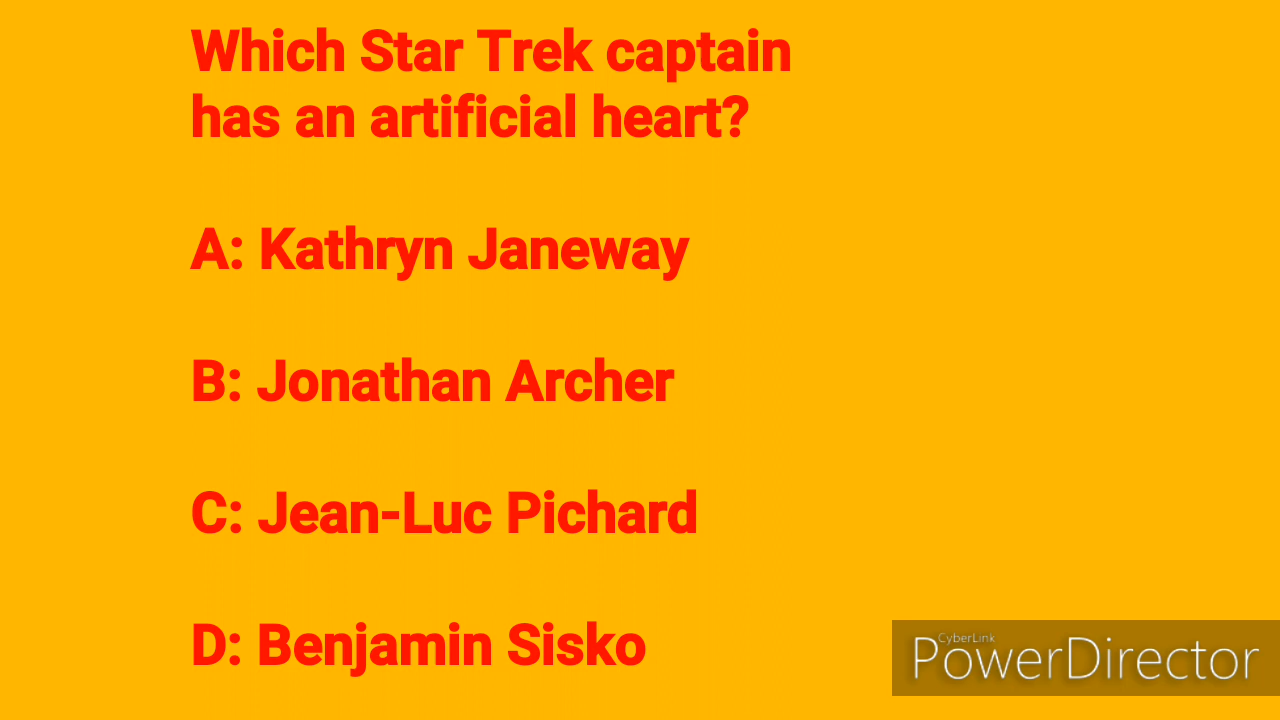 Which Star Trek captain
has an artificial heart?
A: Kathryn Janeway
B: Jonathan Archer
C: Jean-Luc Pichard
D: Benjamin Sisko
CyberLink
PowerDirector